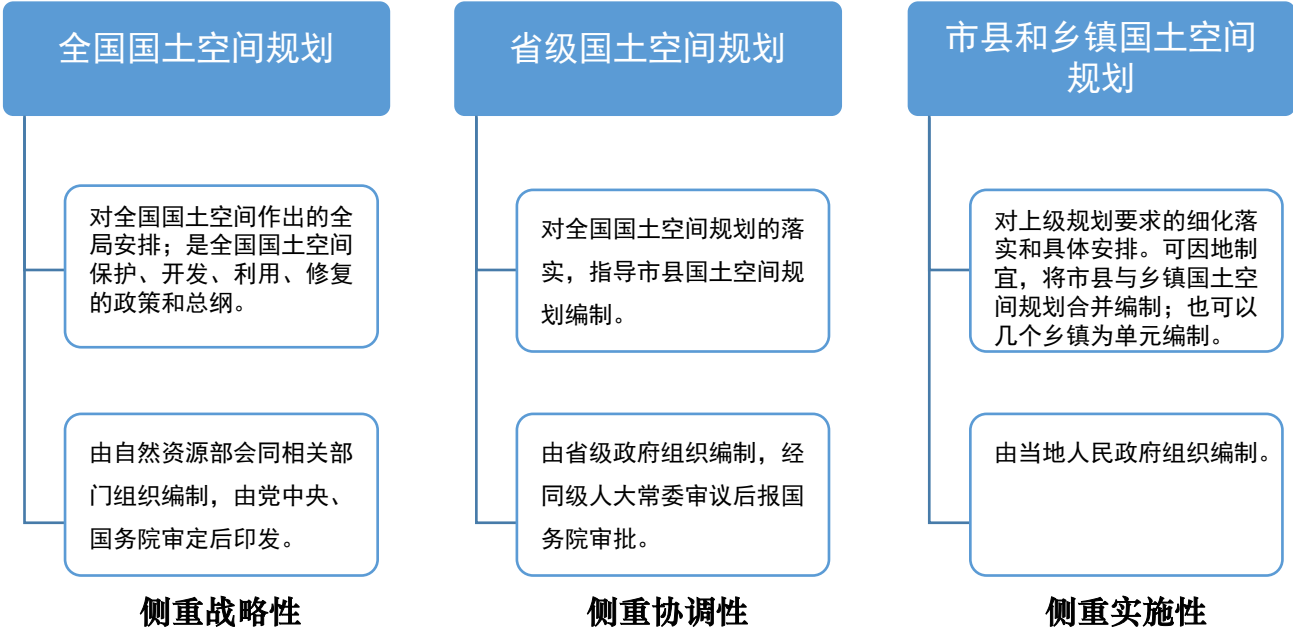 全国国土空间规划
对全国国土空间作出的全
局安排；是全国国土空间
保护、开发、利用、修复
的政策和总纲。
由自然资源部会同相关部
门组织编制，由党中央、
国务院审定后印发。
侧重战略性
省级国土空间规划
对全国国土空间规划的落
实，指导市县国土空间规
划编制。
由省级政府组织编制，经
同级人大常委审议后报国
务院审批。
侧重协调性
市县和乡镇国土空间
规划
对上级规划要求的细化落
实和具体安排。可因地制
宜，将市县与乡镇国土空
间规划合并编制；也可以
几个乡镇为单元编制。
由当地人民政府组织编制。
侧重实施性